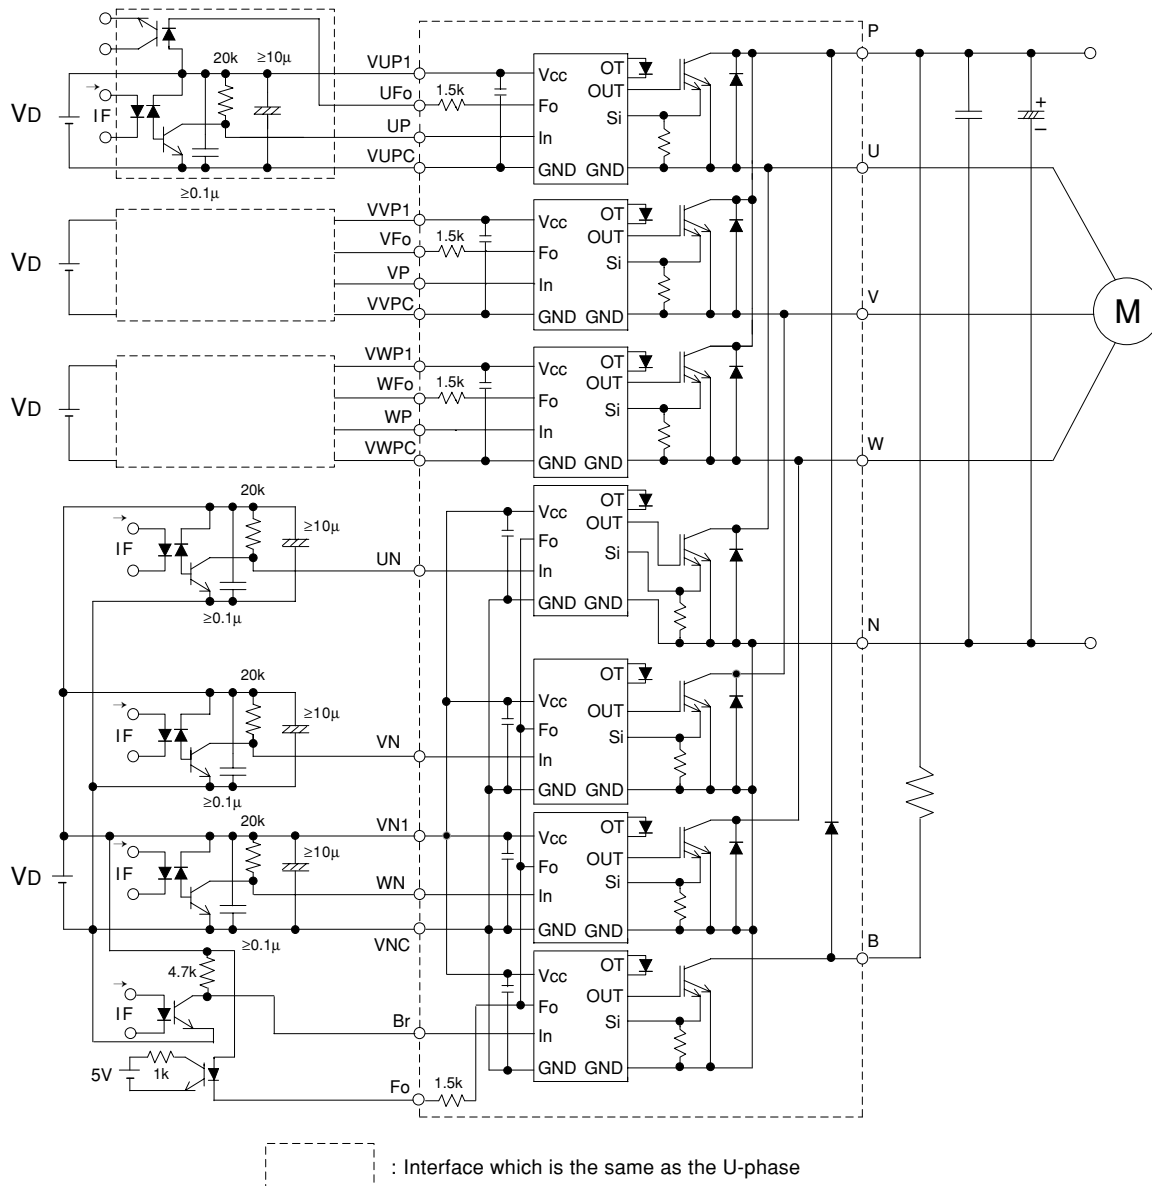 P
20k
≥10μ
VUP1
Vcc
OT
OUT
UFo
1.5k
Fo
Si
VD
IF
UP
In
VUPC
GND GND
U
≥0.1μ
+
–
VVP1
Vcc
OT
OUT
VFo
1.5k
Fo
Si
VD
VP
In
VVPC
GND GND
V
M
VWP1
Vcc
OT
OUT
WFo
1.5k
Fo
Si
VD
WP
In
VWPC
GND GND
W
20k
≥10μ
IF
UN
Vcc
OT
OUT
Fo
Si
In
GND GND
≥0.1μ
N
20k
≥10μ
IF
VN
Vcc
OT
OUT
Fo
Si
In
GND GND
≥0.1μ
20k
≥10μ
VN1
Vcc
OT
OUT
IF
Fo
VD
WN
Si
In
GND GND
≥0.1μ
VNC
B
4.7k
IF
Br
Vcc
OT
OUT
Fo
Si
In
GND GND
5V
1k
Fo
1.5k
: Interface which is the same as the U-phase